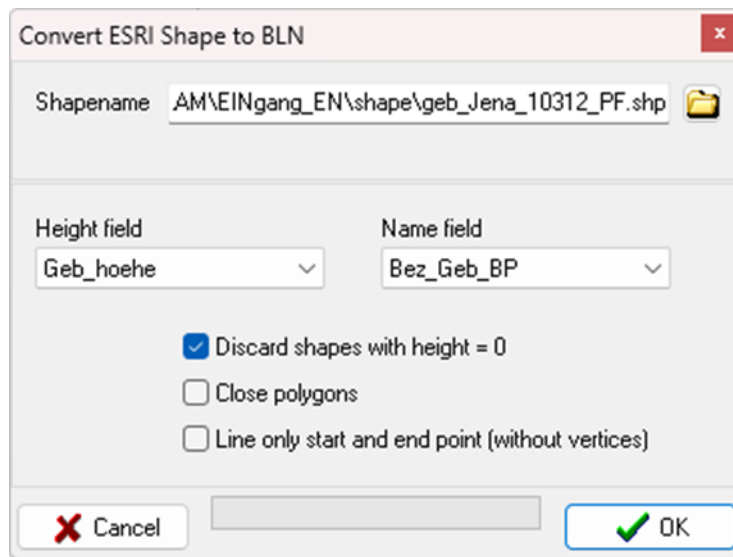 Convert ESRI Shape to BLN
x
Shapename AM\EINgang_EN\shape\geb_Jena_10312_PF.shp
Height field Name field
Geb_hoehe Bez_Geb_BP
Discard shapes with height = 0
Close polygons
Line only start and end point (without vertices)
Cancel OK